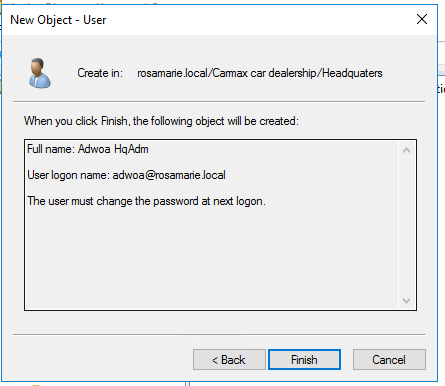 New Object - User
Create in: rosamarie.local/Carmax car dealership/Headquaters
When you click Finish, the following object will be created:
Full name: Adwoa HqAdm
User logon name: adwoa@rosamarie.local
The user must change the password at next logon.
< Back
Finish
Cancel